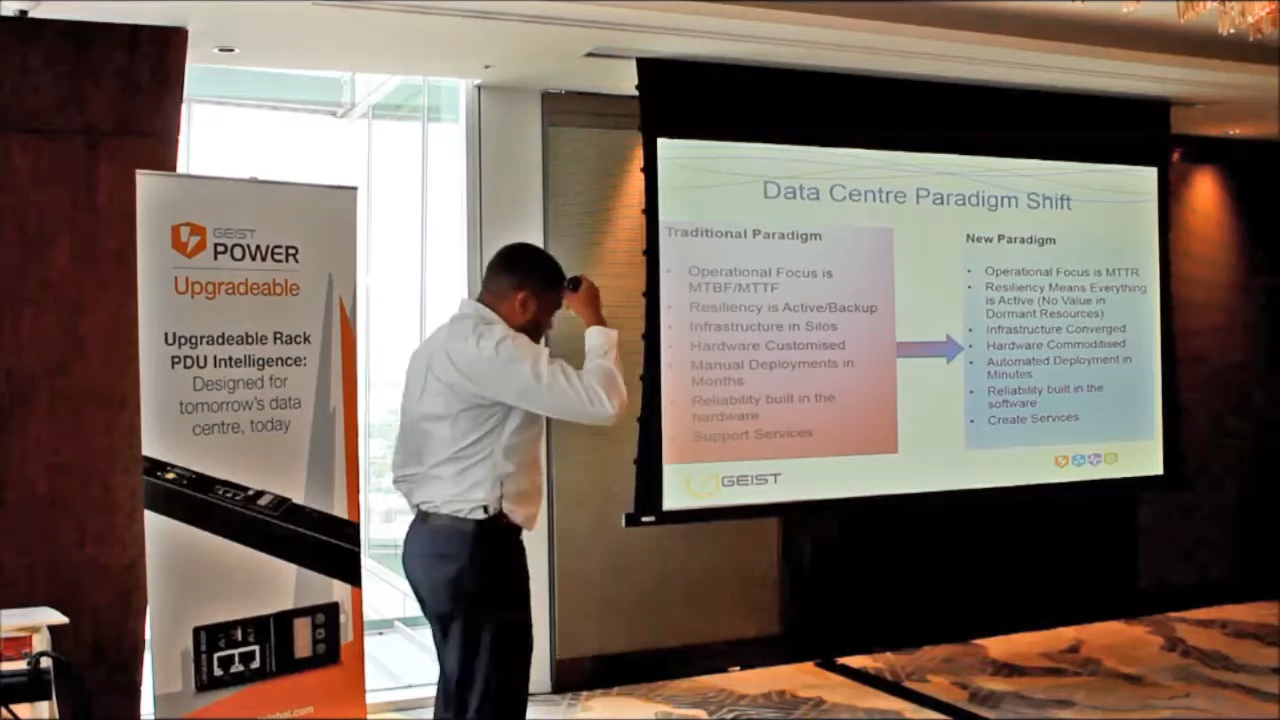 GEIST
POWER
Upgradeable
Upgradeable Rack
PDU Intelligence:
Designed for
tomorrow's data
centre, today
Data Centre Paradigm Shift
Traditional Paradigm
• Operational Focus is
MTBF/MTTF
• Resiliency is Active/Backup
• Infrastructure in Silos
• Hardware Customised
• Manual Deployments in
Months
• Reliability built in the
hardware
• Support Services
New Paradigm
• Operational Focus is MTTR
• Resiliency Means Everything
is Active (No Value in
Dormant Resources)
• Infrastructure Converged
• Hardware Commoditised
• Automated Deployment in
Minutes
• Reliability built in the
software
• Create Services
GEIST